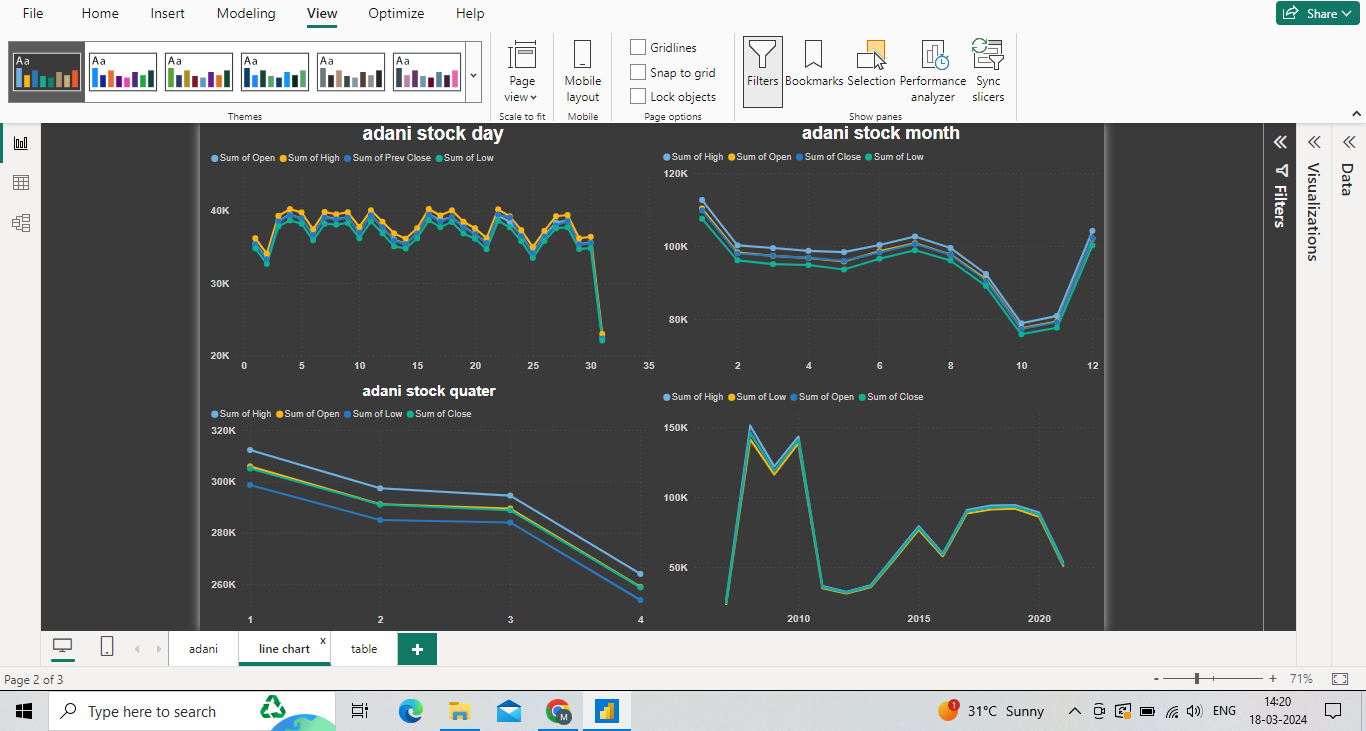 File Home Insert Modeling View Optimize Help Share
Aa Aa Aa Aa Aa Aa
Page view
Mobile layout
Gridlines
Snap to grid
Lock objects
Filters Bookmarks Selection Performance analyzer Sync slicers
Themes Scale to fit Mobile Page options Show panes
adani stock day
Sum of Open Sum of High Sum of Prev Close Sum of Low
40K
30K
20K
0 5 10 15 20 25 30 35
adani stock month
Sum of High Sum of Open Sum of Close Sum of Low
120K
100K
80K
2 4 6 8 10 12
adani stock quater
Sum of High Sum of Open Sum of Low Sum of Close
320K
300K
280K
260K
1 2 3 4
Sum of High Sum of Low Sum of Open Sum of Close
150K
100K
50K
2010 2015 2020
Filters
Visualizations
Data
adani line chart x table +
Page 2 of 3 - + 71%
Type here to search M 1 31°C Sunny ENG 14:20
18-03-2024